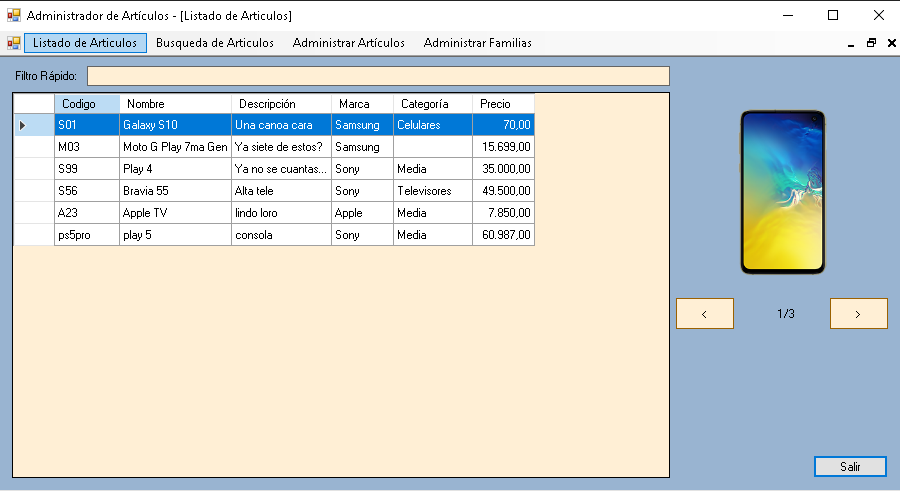 Administrador de Artículos - [Listado de Articulos]
Listado de Articulos Busqueda de Articulos Administrar Artículos Administrar Familias
Filtro Rápido:
Codigo Nombre Descripción Marca Categoría Precio
S01 Galaxy S10 Una canoa cara Samsung Celulares 70,00
M03 Moto G Play 7ma Gen Ya siete de estos? Samsung 15.699,00
S99 Play 4 Ya no se cuantas... Sony Media 35.000,00
S56 Bravia 55 Alta tele Sony Televisores 49.500,00
A23 Apple TV lindo loro Apple Media 7.850,00
ps5pro play 5 consola Sony Media 60.987,00
< 1/3 >
Salir